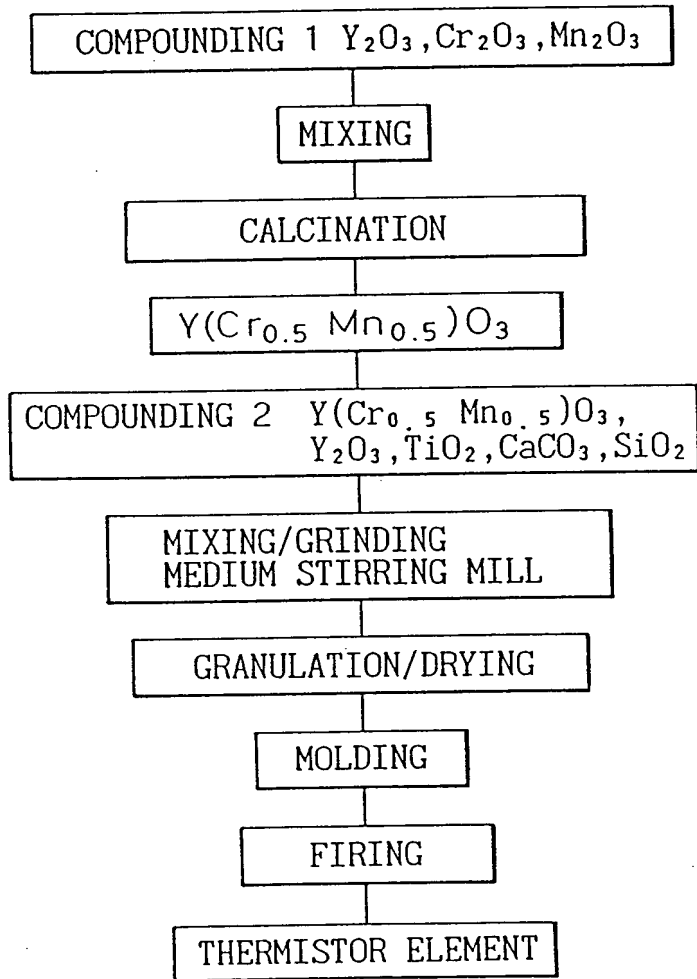 COMPOUNDING 1 Y₂O₃,Cr₂O₃,Mn₂O₃
MIXING
CALCINATION
Y(Cr₀.₅ Mn₀.₅)O₃
COMPOUNDING 2 Y(Cr₀.₅ Mn₀.₅)O₃,
Y₂O₃,TiO₂,CaCO₃,SiO₂
MIXING/GRINDING
MEDIUM STIRRING MILL
GRANULATION/DRYING
MOLDING
FIRING
THERMISTOR ELEMENT